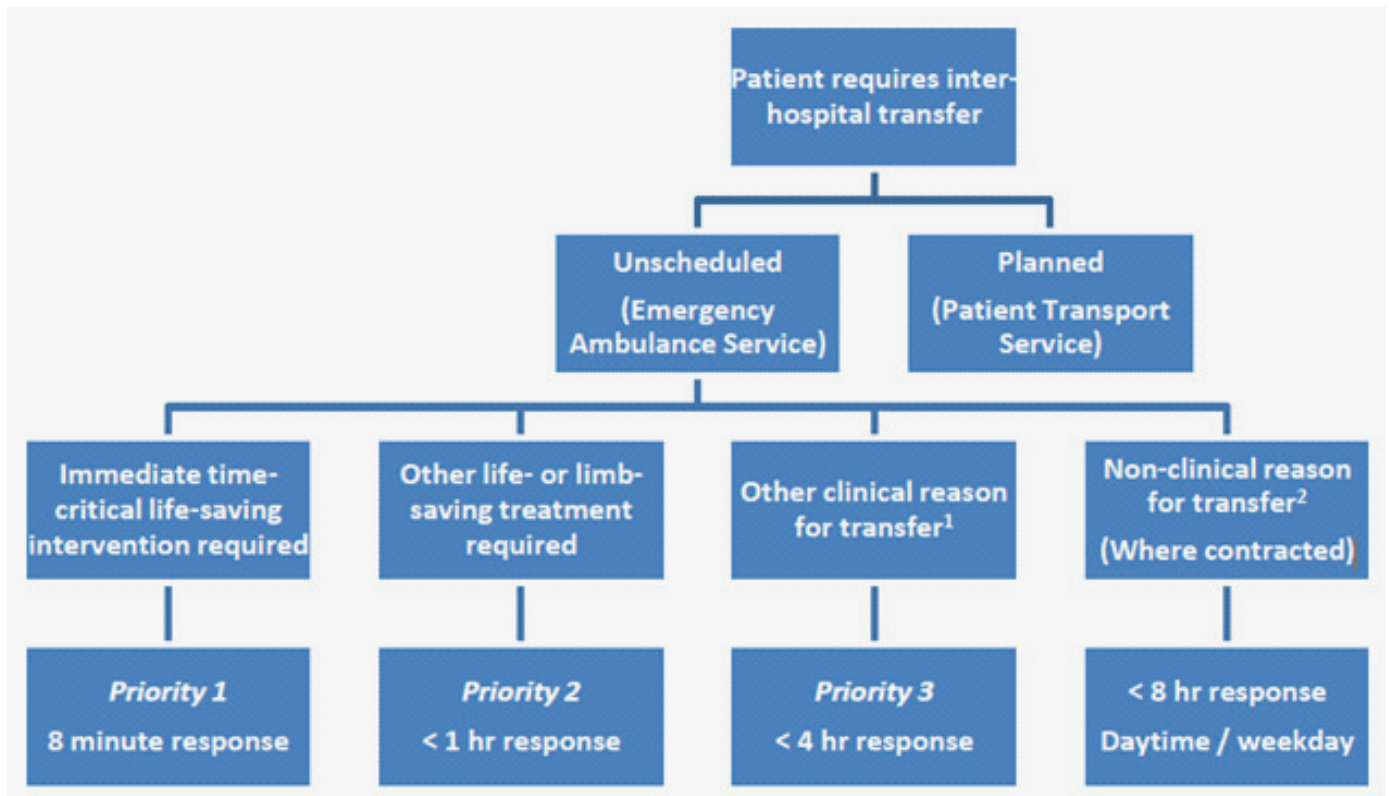 Patient requires inter-
hospital transfer
Unscheduled
(Emergency
Ambulance Service)
Planned
(Patient Transport
Service)
Immediate time-
critical life-saving
intervention required
Other life- or limb-
saving treatment
required
Other clinical reason
for transfer¹
Non-clinical reason
for transfer²
(Where contracted)
Priority 1
8 minute response
Priority 2
< 1 hr response
Priority 3
< 4 hr response
< 8 hr response
Daytime / weekday